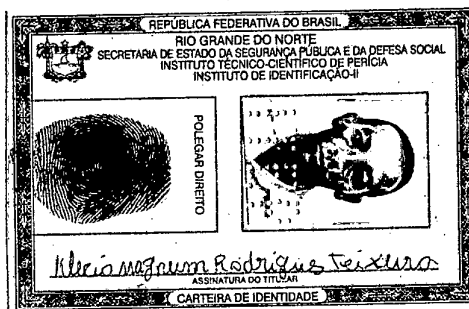 REPÚBLICA FEDERATIVA DO BRASIL
RIO GRANDE DO NORTE
SECRETARIA DE ESTADO DA SEGURANÇA PÚBLICA E DA DEFESA SOCIAL
INSTITUTO TÉCNICO-CIENTÍFICO DE PERÍCIA
INSTITUTO DE IDENTIFICAÇÃO-II
POLEGAR DIREITO
Klecio Magnum Rodrigues Teixeira
ASSINATURA DO TITULAR
CARTEIRA DE IDENTIDADE